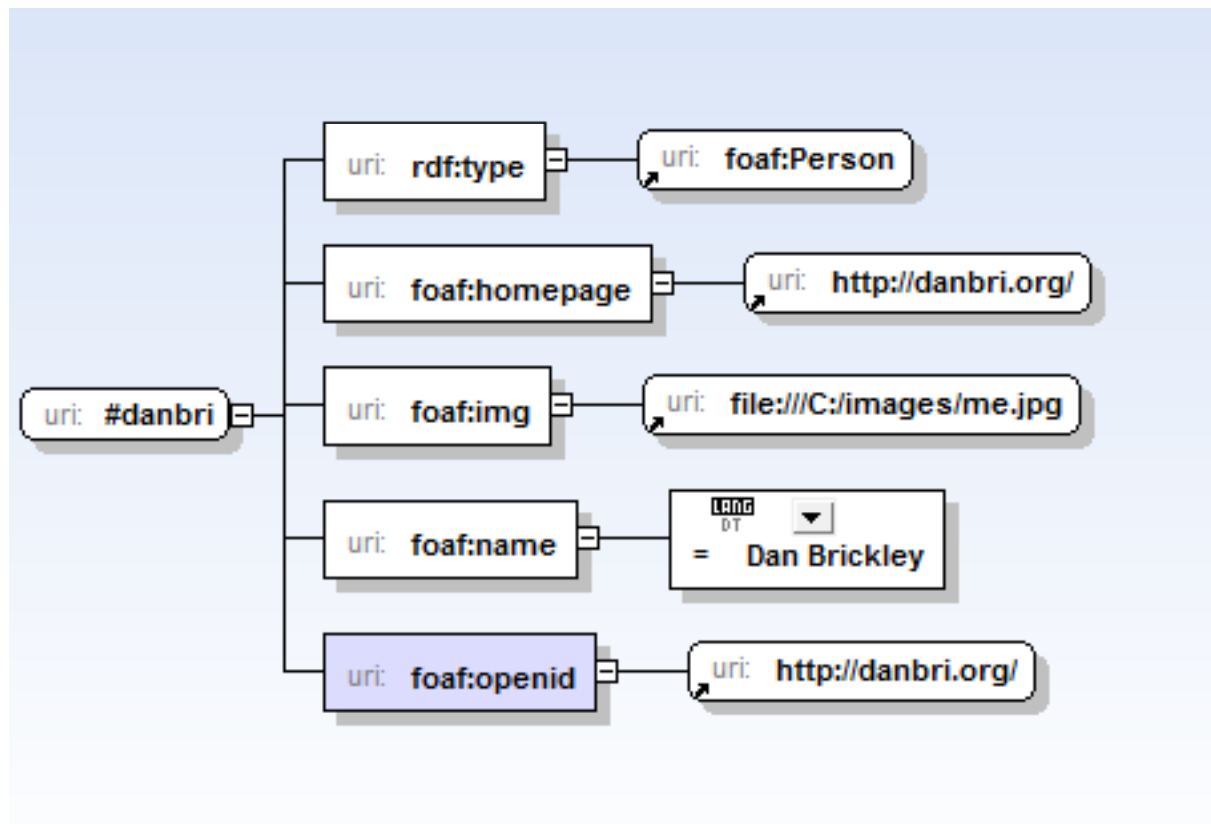 uri: rdf:type
uri: foaf:Person
uri: foaf:homepage
uri: http://danbri.org/
uri: foaf:img
uri: file:///C:/images/me.jpg
uri: #danbri
uri: foaf:name
LANG
DT
= Dan Brickley
uri: foaf:openid
uri: http://danbri.org/